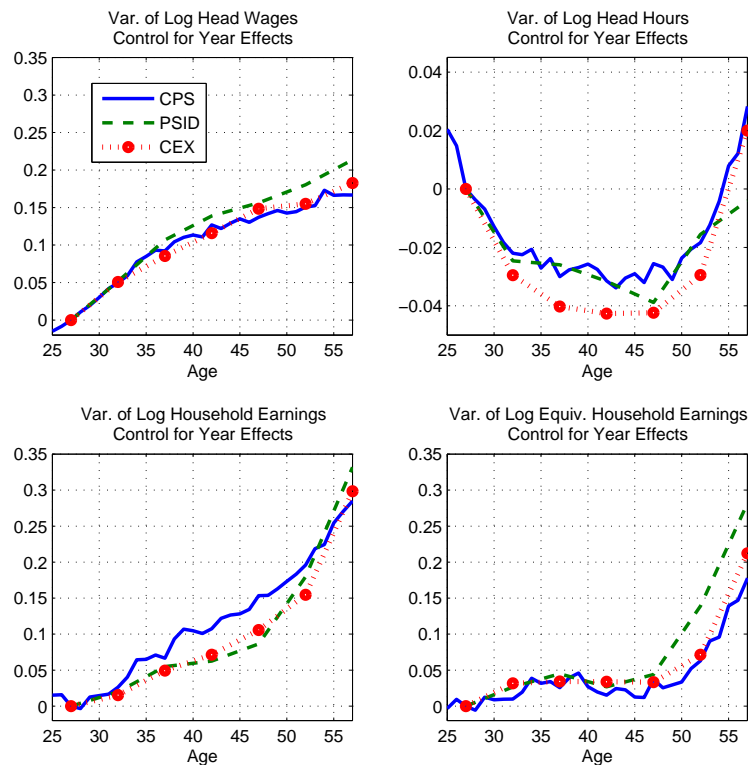 Var. of Log Head Wages
Control for Year Effects
0.35
0.3
0.25
0.2
0.15
0.1
0.05
0
25 30 35 40 45 50 55
Age
CPS
PSID
CEX
Var. of Log Head Hours
Control for Year Effects
0.04
0.02
0
−0.02
−0.04
25 30 35 40 45 50 55
Age
Var. of Log Household Earnings
Control for Year Effects
0.35
0.3
0.25
0.2
0.15
0.1
0.05
0
25 30 35 40 45 50 55
Age
Var. of Log Equiv. Household Earnings
Control for Year Effects
0.35
0.3
0.25
0.2
0.15
0.1
0.05
0
25 30 35 40 45 50 55
Age